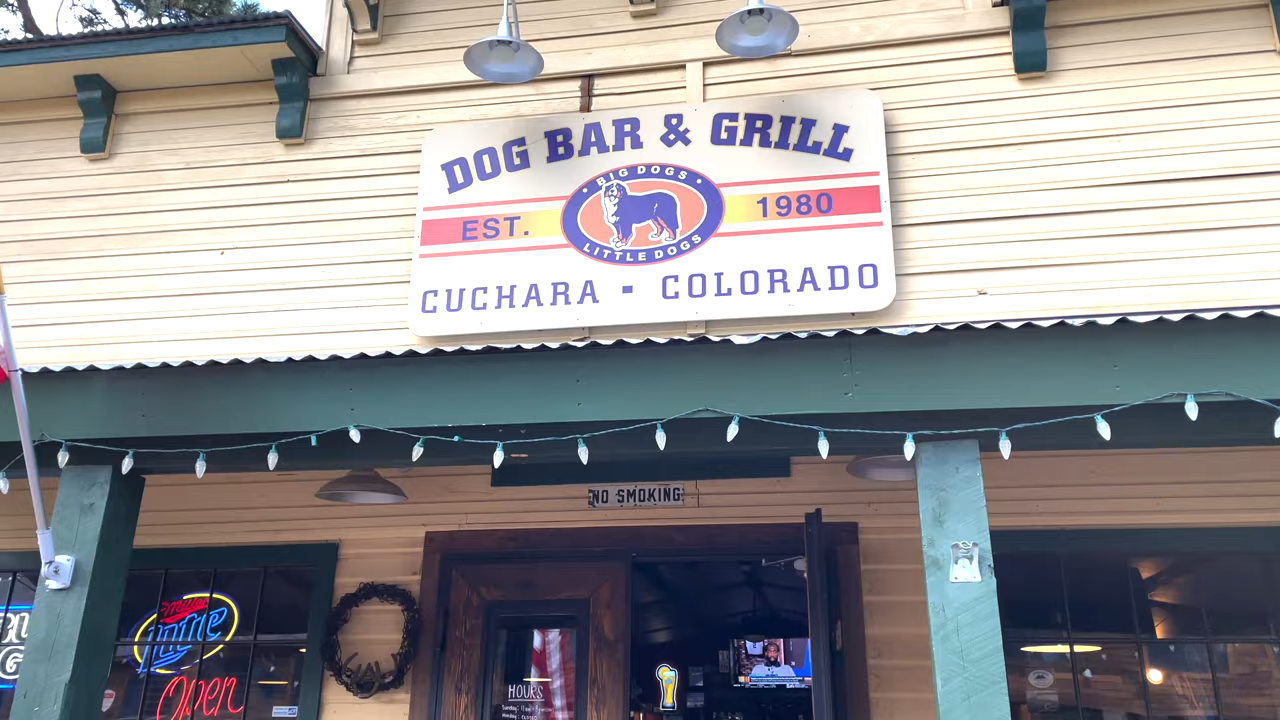 DOG BAR & GRILL
• BIG DOGS •
EST.
1980
LITTLE DOGS
CUCHARA • COLORADO
NO SMOKING
Miller
Lite
Open
HOURS